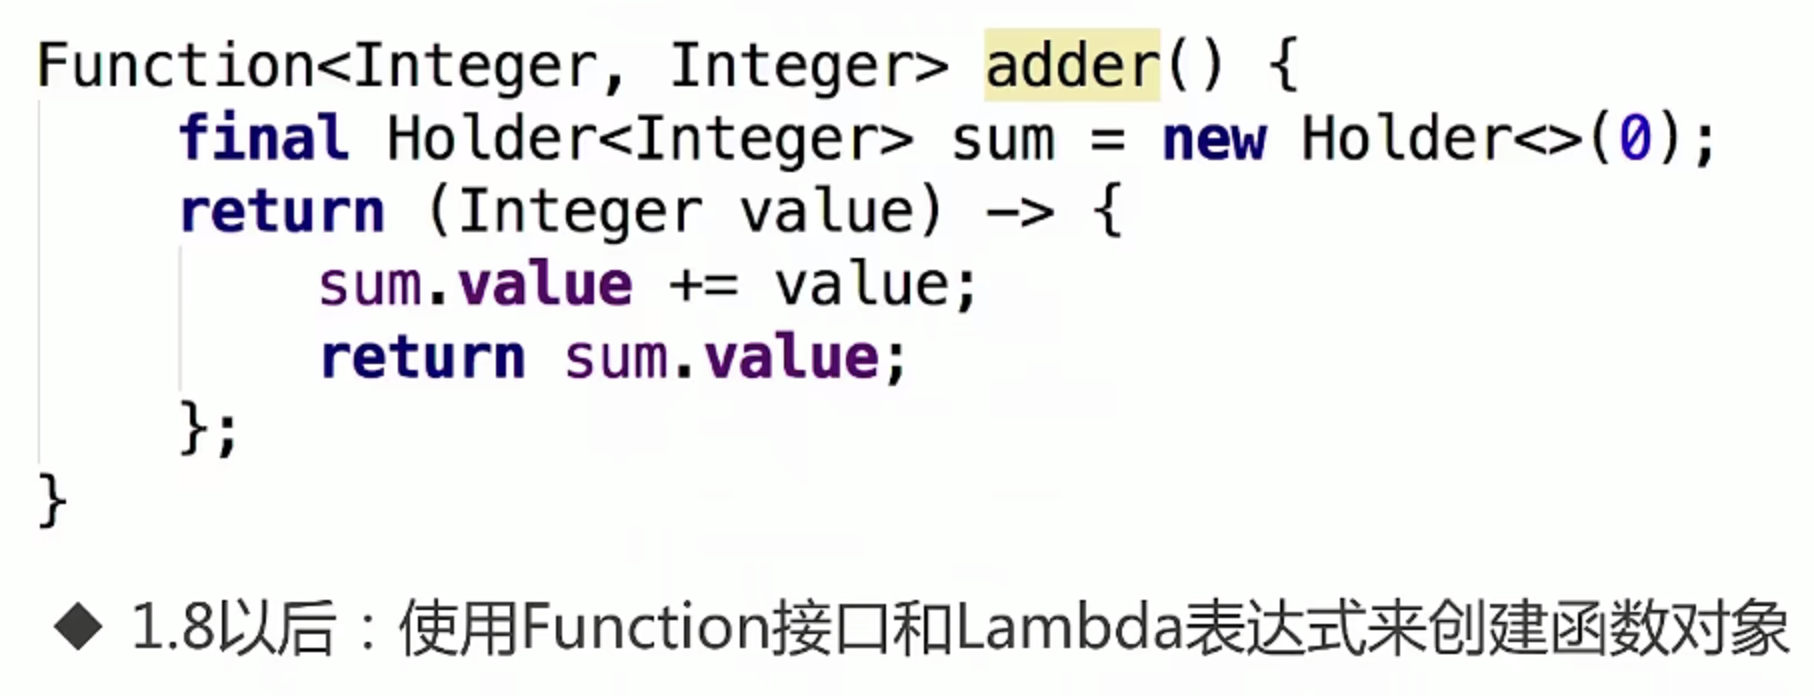 Function<Integer, Integer> adder() {
    final Holder<Integer> sum = new Holder<>(0);
    return (Integer value) -> {
        sum.value += value;
        return sum.value;
    };
}
◆ 1.8以后：使用Function接口和Lambda表达式来创建函数对象